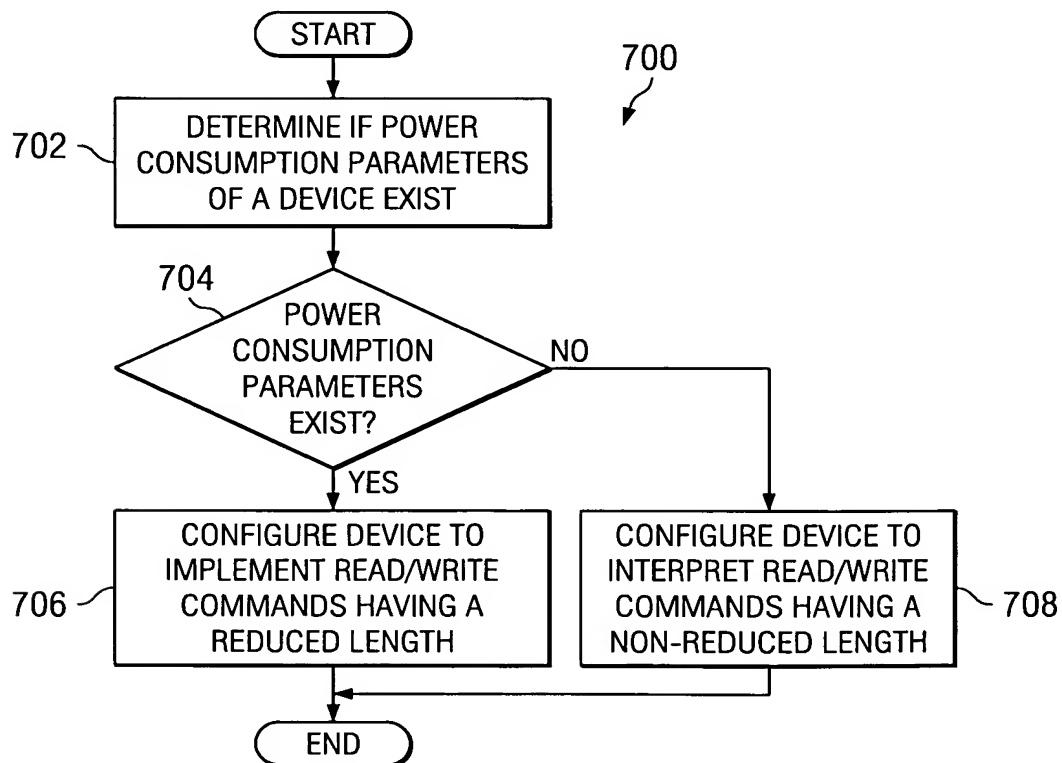 START
700
702
DETERMINE IF POWER
CONSUMPTION PARAMETERS
OF A DEVICE EXIST
704
POWER
CONSUMPTION
PARAMETERS
EXIST?
NO
YES
706
CONFIGURE DEVICE TO
IMPLEMENT READ/WRITE
COMMANDS HAVING A
REDUCED LENGTH
CONFIGURE DEVICE TO
INTERPRET READ/WRITE
COMMANDS HAVING A
NON-REDUCED LENGTH
708
END